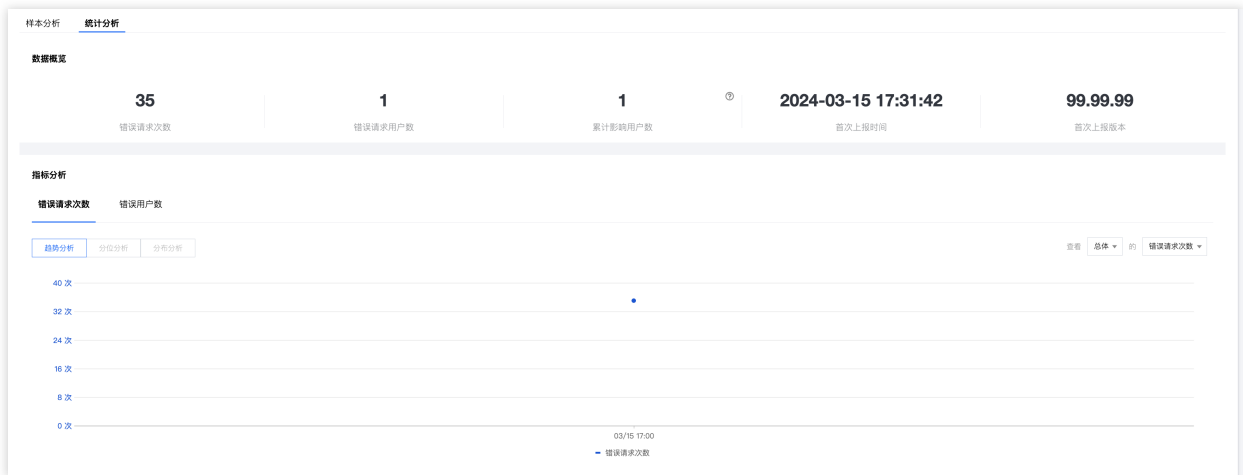 样本分析 统计分析
数据概览
35 1 1 2024-03-15 17:31:42 99.99.99
错误请求次数 错误请求用户数 累计影响用户数 首次上报时间 首次上报版本
指标分析
错误请求次数 错误用户数
趋势分析 分位分析 分布分析 查看 总体 的 错误请求次数
40 次
32 次
24 次
16 次
8 次
0 次
03/15 17:00
错误请求次数